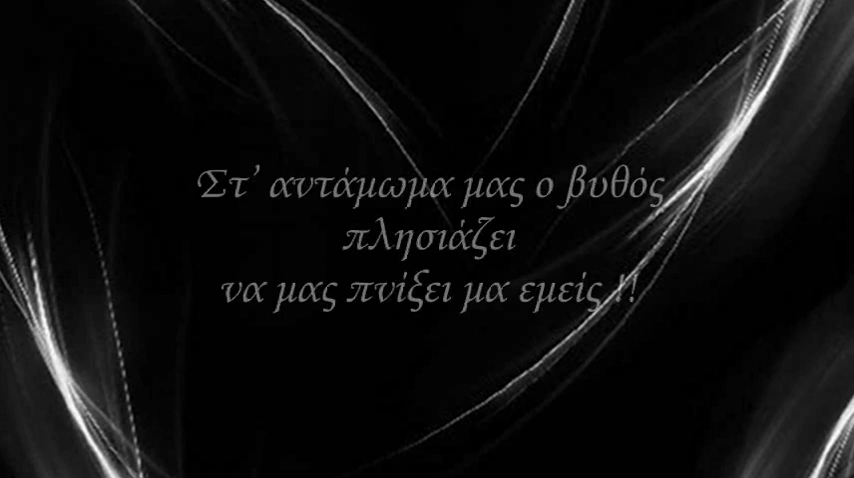 Στ' αντάμωμα μας ο βυθός
πλησιάζει
να μας πνίξει μα εμείς !!